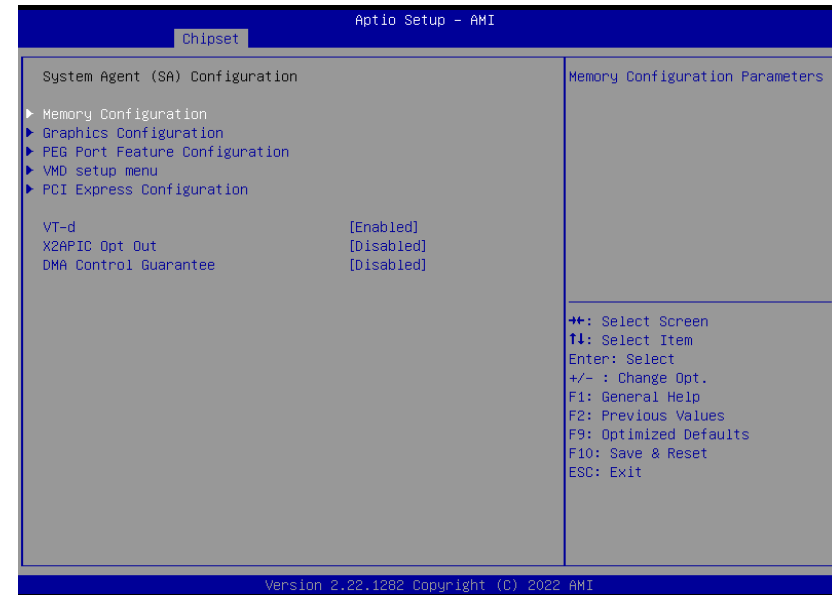 Aptio Setup – AMI
Chipset
System Agent (SA) Configuration
Memory Configuration
Graphics Configuration
PEG Port Feature Configuration
VMD setup menu
PCI Express Configuration
VT-d [Enabled]
X2APIC Opt Out [Disabled]
DMA Control Guarantee [Disabled]
Memory Configuration Parameters
→←: Select Screen
↑↓: Select Item
Enter: Select
+/- : Change Opt.
F1: General Help
F2: Previous Values
F9: Optimized Defaults
F10: Save & Reset
ESC: Exit
Version 2.22.1282 Copyright (C) 2022 AMI